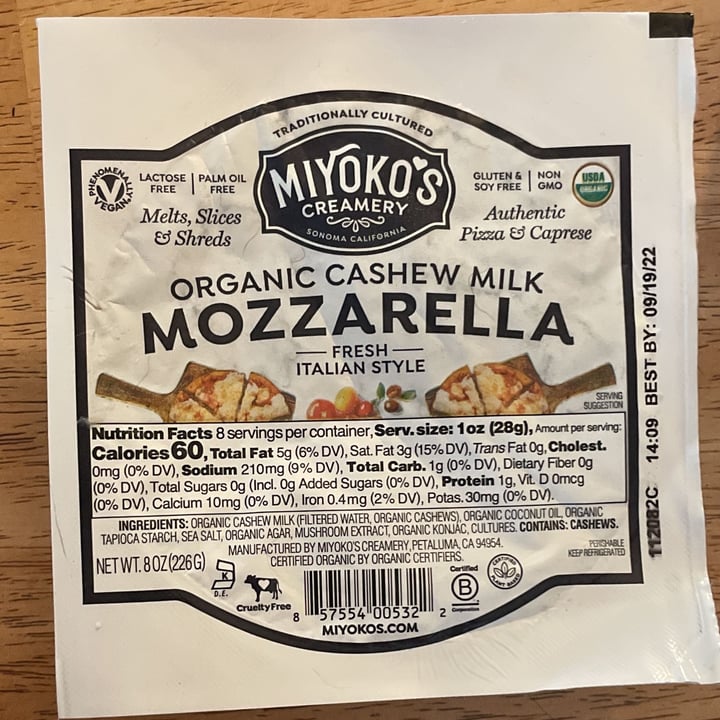 TRADITIONALLY CULTURED
PHENOMENALLY VEGAN
LACTOSE FREE | PALM OIL FREE
Melts, Slices
& Shreds
MIYOKO'S
CREAMERY
SONOMA CALIFORNIA
GLUTEN & SOY FREE | NON GMO
USDA
ORGANIC
Authentic
Pizza & Caprese
ORGANIC CASHEW MILK
MOZZARELLA
FRESH
ITALIAN STYLE
SERVING
SUGGESTION
Nutrition Facts 8 servings per container, Serv. size: 1oz (28g), Amount per serving:
Calories 60, Total Fat 5g (6% DV), Sat. Fat 3g (15% DV), Trans Fat 0g, Cholest.
0mg (0% DV), Sodium 210mg (9% DV), Total Carb. 1g (0% DV), Dietary Fiber 0g
(0% DV), Total Sugars 0g (Incl. 0g Added Sugars (0% DV), Protein 1g, Vit. D 0mcg
(0% DV), Calcium 10mg (0% DV), Iron 0.4mg (2% DV), Potas. 30mg (0% DV).
INGREDIENTS: ORGANIC CASHEW MILK (FILTERED WATER, ORGANIC CASHEWS), ORGANIC COCONUT OIL, ORGANIC
TAPIOCA STARCH, SEA SALT, ORGANIC AGAR, MUSHROOM EXTRACT, ORGANIC KONJAC, CULTURES. CONTAINS: CASHEWS.
MANUFACTURED BY MIYOKO'S CREAMERY, PETALUMA, CA 94954.
CERTIFIED ORGANIC BY ORGANIC CERTIFIERS.
PERISHABLE
KEEP REFRIGERATED
NET WT. 8 OZ (226 G)
K
D.E.
Cruelty Free
8 57554 00532 2
Certified
B
Corporation
CERTIFIED
PLANT BASED
MIYOKOS.COM
112082C 14:09 BEST BY: 09/19/22